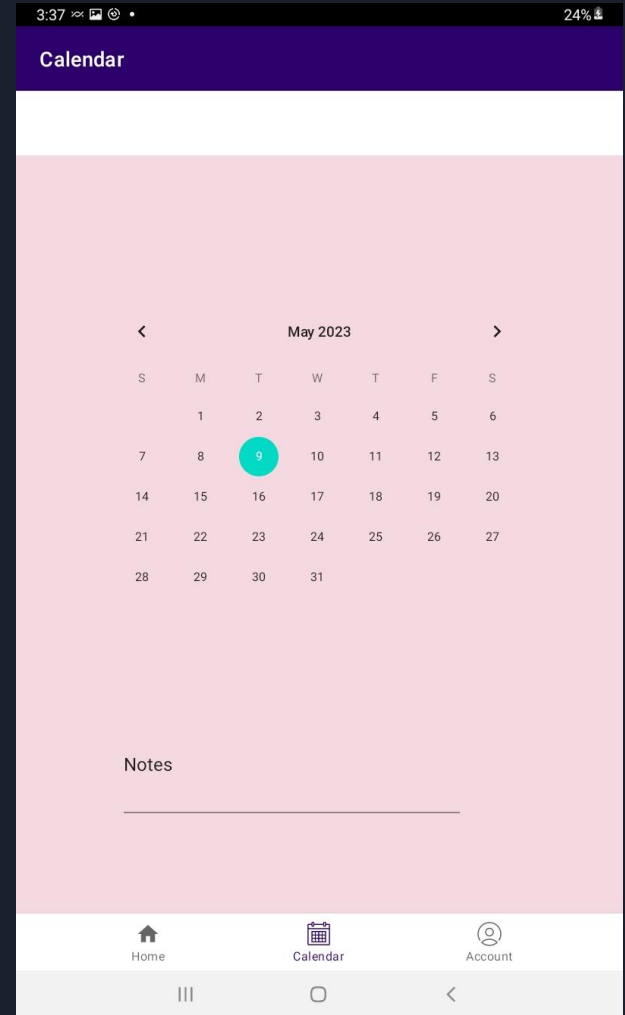 3:37 24%
Calendar
May 2023
S M T W T F S
1 2 3 4 5 6
7 8 9 10 11 12 13
14 15 16 17 18 19 20
21 22 23 24 25 26 27
28 29 30 31
Notes
Home Calendar Account